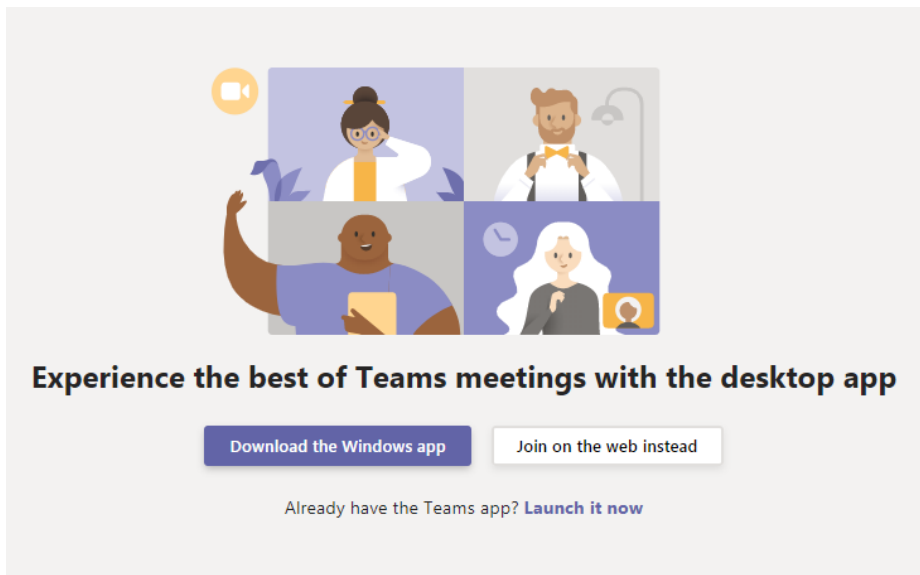 Experience the best of Teams meetings with the desktop app
Download the Windows app
Join on the web instead
Already have the Teams app? Launch it now